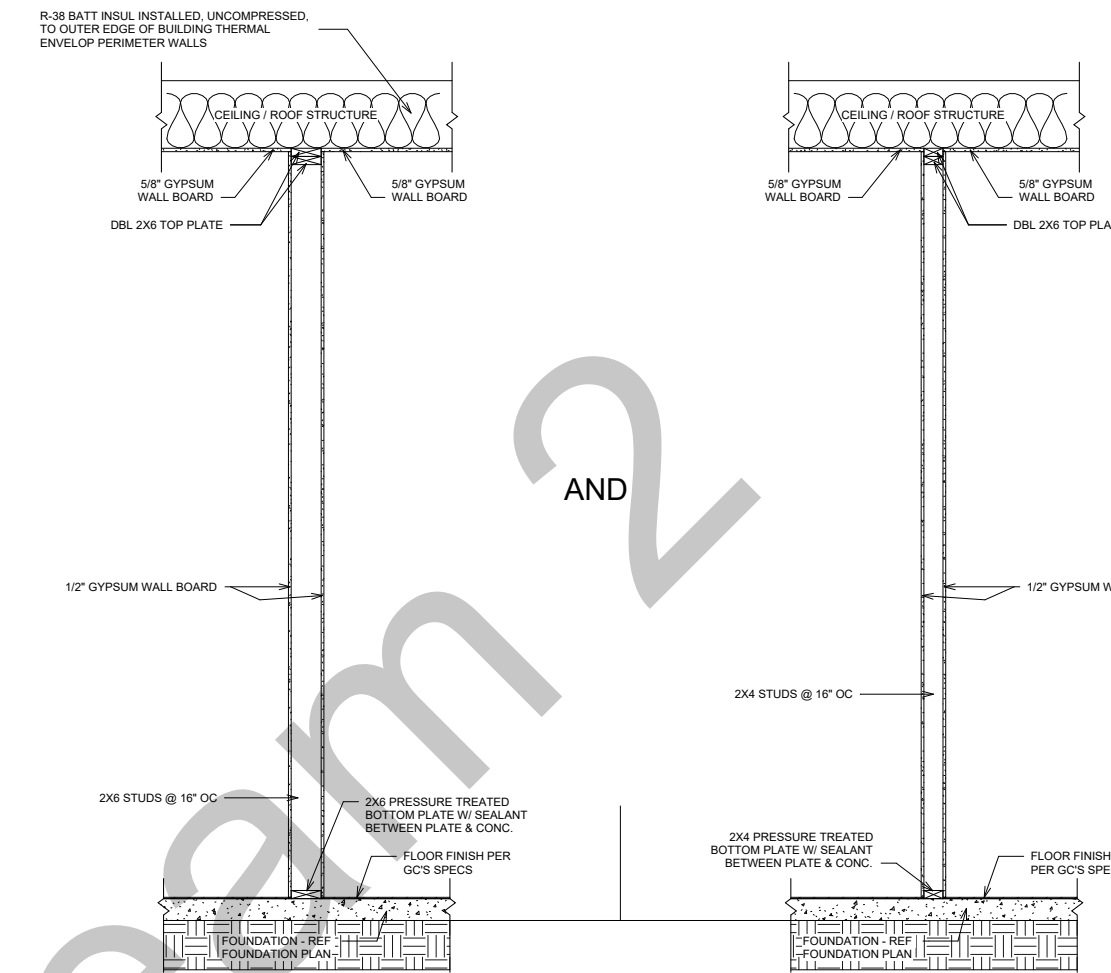 R-38 BATT INSUL INSTALLED, UNCOMPRESSED,
TO OUTER EDGE OF BUILDING THERMAL
ENVELOP PERIMETER WALLS
CEILING / ROOF STRUCTURE
5/8" GYPSUM
WALL BOARD
5/8" GYPSUM
WALL BOARD
DBL 2X6 TOP PLATE
1/2" GYPSUM WALL BOARD
2X6 STUDS @ 16" OC
2X6 PRESSURE TREATED
BOTTOM PLATE W/ SEALANT
BETWEEN PLATE & CONC.
FLOOR FINISH PER
GC'S SPECS
FOUNDATION - REF
FOUNDATION PLAN
AND
CEILING / ROOF STRUCTURE
5/8" GYPSUM
WALL BOARD
5/8" GYPSUM
WALL BOARD
DBL 2X6 TOP PLA
1/2" GYPSUM W
2X4 STUDS @ 16" OC
2X4 PRESSURE TREATED
BOTTOM PLATE W/ SEALANT
BETWEEN PLATE & CONC.
FLOOR FINISH
PER GC'S SPE
FOUNDATION - REF
FOUNDATION PLAN
eam 2